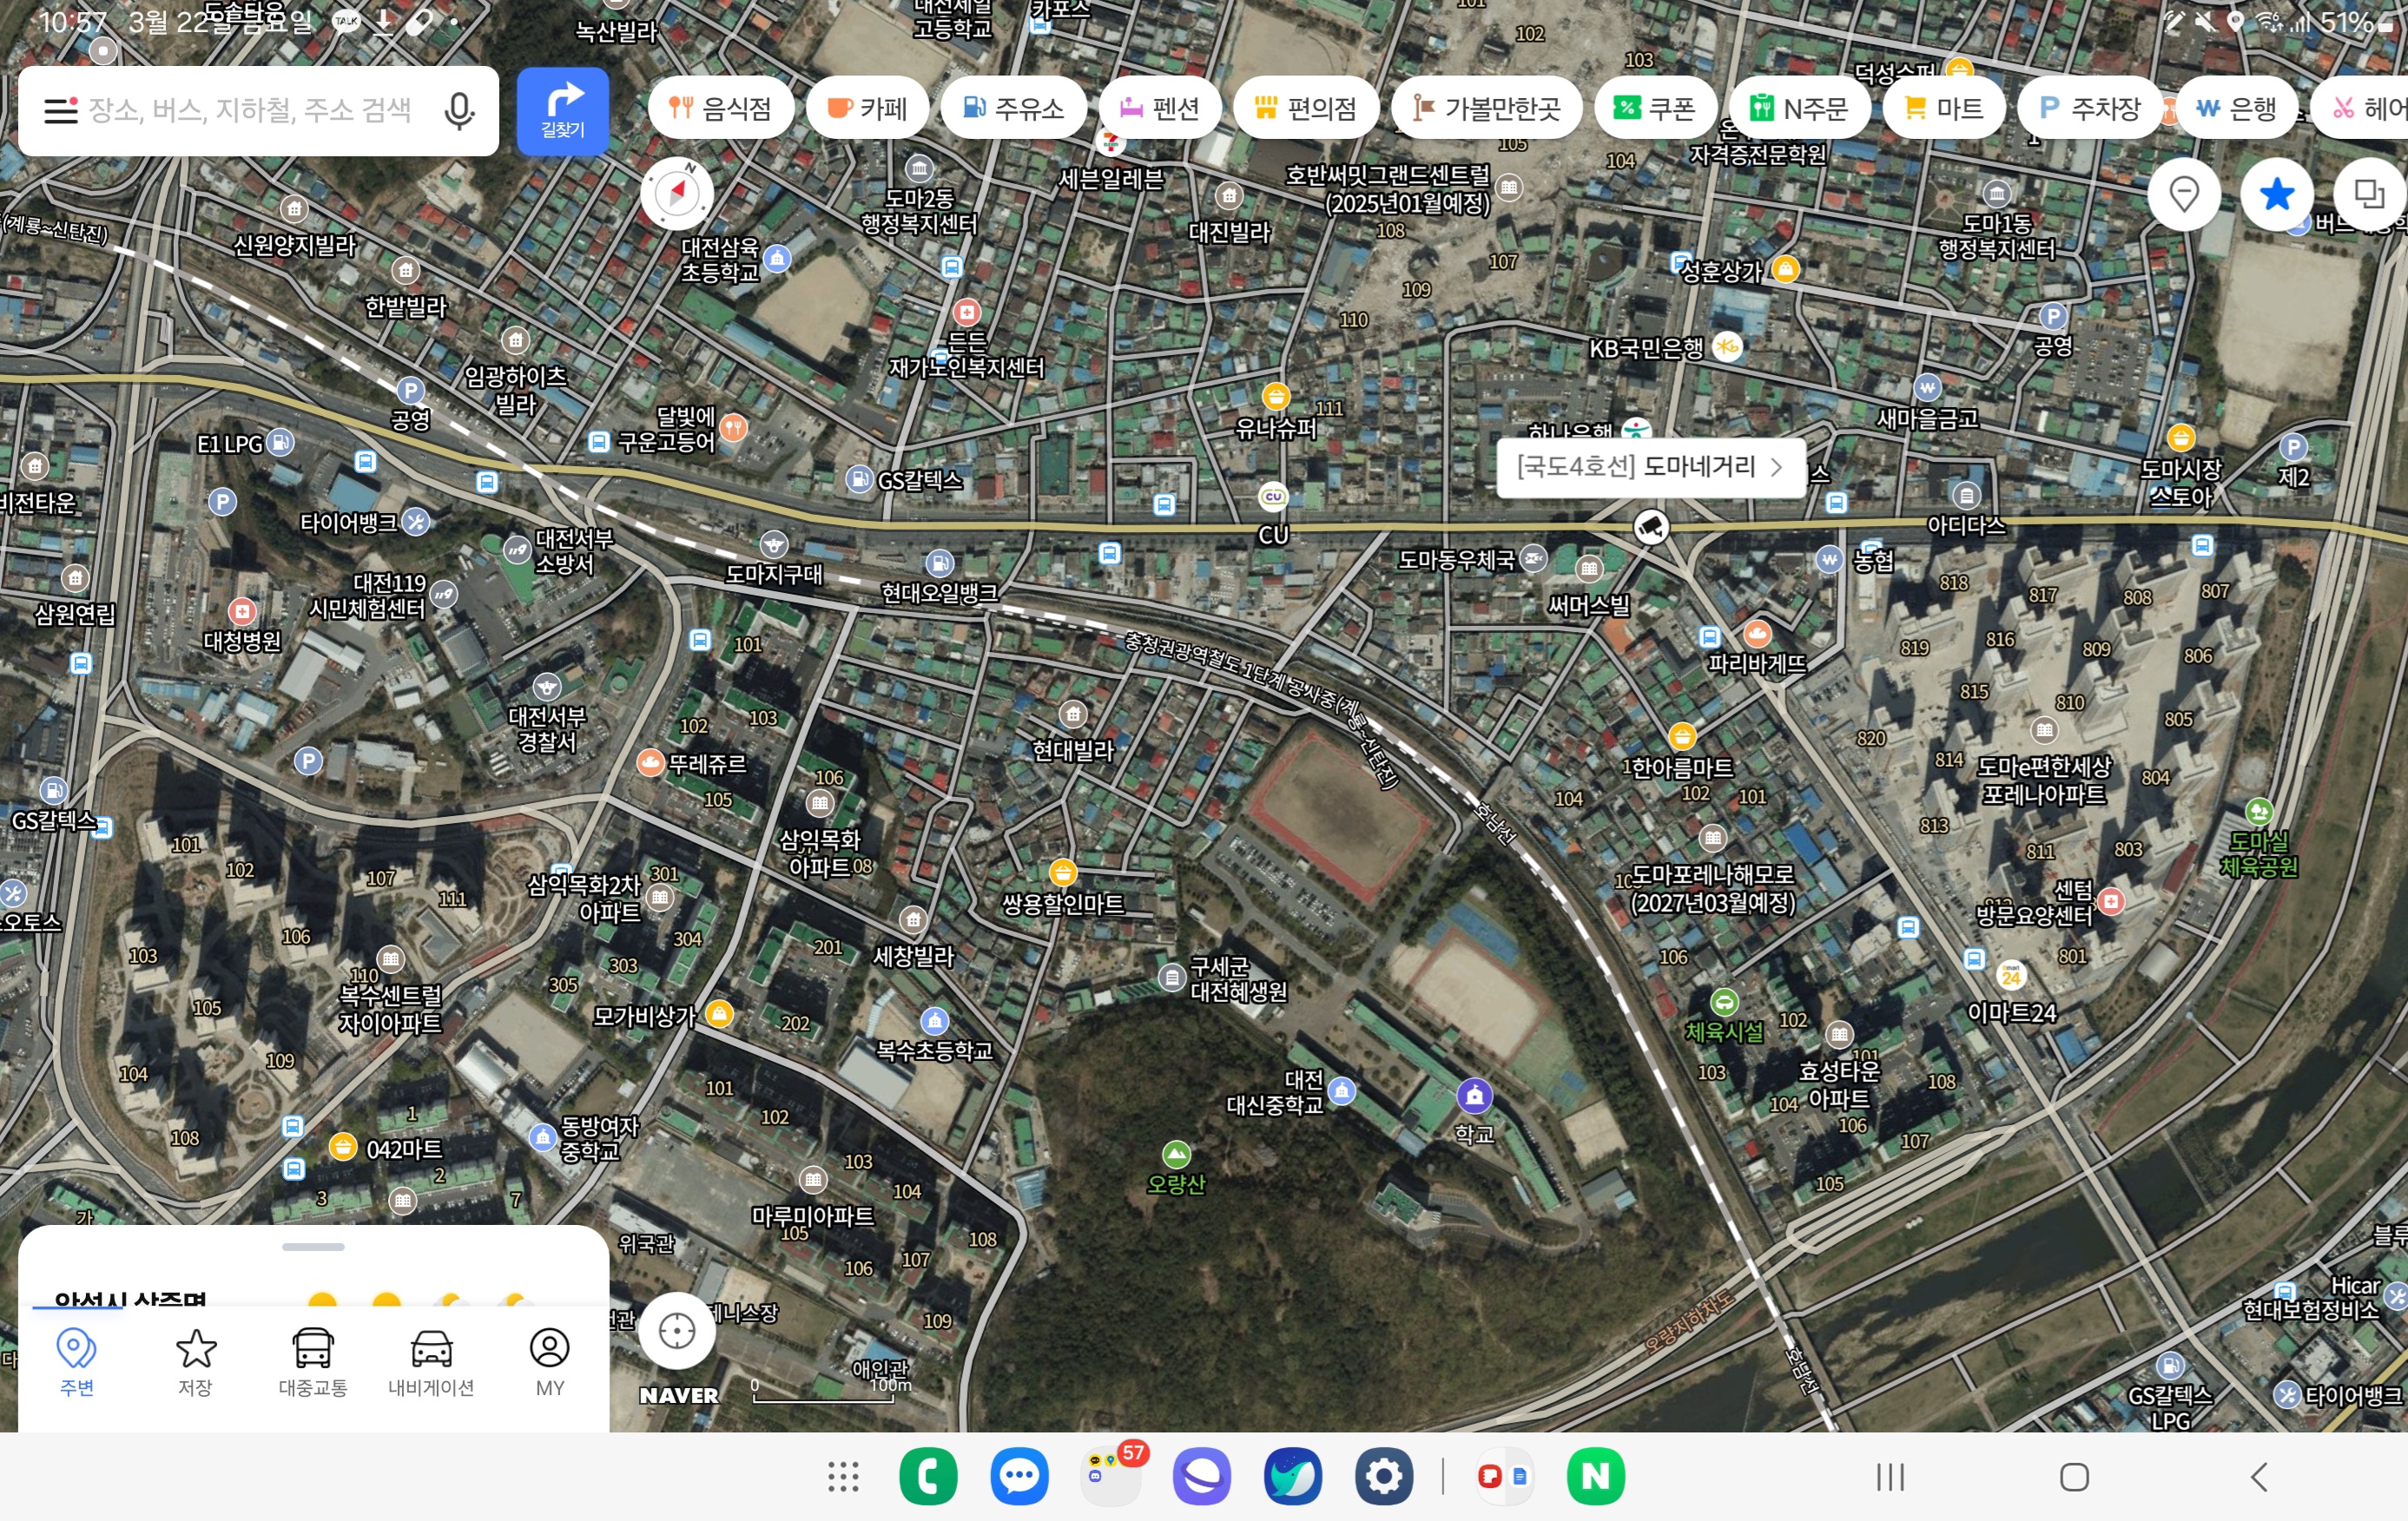 10:57 3월 22일 금요일
TALK
51%
녹산빌라
대전제일
고등학교
카포스
101
102
103
덕성슈퍼
장소, 버스, 지하철, 주소 검색
길찾기
음식점
카페
주유소
펜션
편의점
가볼만한곳
쿠폰
N주문
마트
주차장
은행
헤어
N
105
104
자격증전문학원
1
세븐일레븐
도마2동
행정복지센터
호반써밋그랜드센트럴
(2025년01월예정)
대진빌라
108
107
109
110
도마1동
행정복지센터
(계룡~신탄진)
신원양지빌라
대전삼육
초등학교
성훈상가
한밭빌라
든든
재가노인복지센터
KB국민은행
공영
임광하이츠
빌라
공영
달빛에
구운고등어
유나슈퍼
111
새마을금고
E1 LPG
하나은행
[국도4호선] 도마네거리
스
GS칼텍스
도마시장
스토아
제2
비전타운
타이어뱅크
대전서부
소방서
CU
아디다스
도마지구대
현대오일뱅크
도마동우체국
농협
대전119
시민체험센터
써머스빌
삼원연립
대청병원
818
817
808
807
101
충청권광역철도 1단계 공사중(계룡~신탄진)
파리바게뜨
819
816
809
806
대전서부
경찰서
102
103
현대빌라
815
810
805
820
뚜레쥬르
106
한아름마트
814
도마e편한세상
포레나아파트
804
105
104
102
101
GS칼텍스
호남선
813
삼익목화
아파트
08
811
803
도마실
체육공원
101
102
107
111
삼익목화2차
아파트
301
쌍용할인마트
도마포레나해모로
(2027년03월예정)
센텀
방문요양센터
오토스
106
103
304
201
세창빌라
303
305
구세군
대전혜생원
106
801
110
복수센트럴
자이아파트
105
모가비상가
202
복수초등학교
체육시설
102
이마트24
109
104
101
102
대전
대신중학교
학교
103
효성타운
아파트
101
108
104
106
107
105
108
1
042마트
2
3
7
동방여자
중학교
103
104
오량산
마루미아파트
105
106
107
108
109
가
위국관
테니스장
애인관
오량지하차도
호남선
Hicar
현대보험정비소
GS칼텍스
LPG
타이어뱅크
블루
안성시 삼죽면
주변
저장
대중교통
내비게이션
MY
NAVER
0
100m
57
N